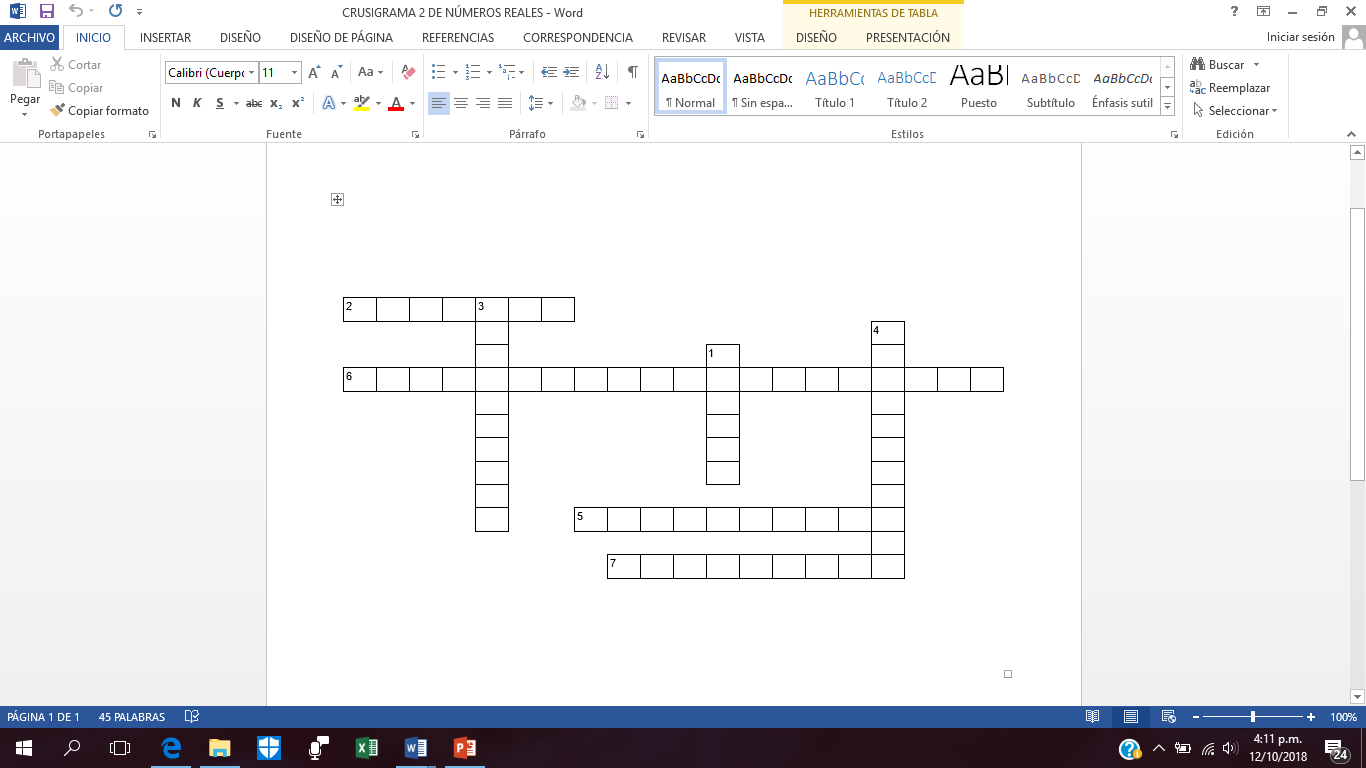 CRUSIGRAMA 2 DE NÚMEROS REALES - Word
HERRAMIENTAS DE TABLA
?
ARCHIVO INICIO INSERTAR DISEÑO DISEÑO DE PÁGINA REFERENCIAS CORRESPONDENCIA REVISAR VISTA DISEÑO PRESENTACIÓN Iniciar sesión
Pegar
Cortar
Copiar
Copiar formato
Portapapeles
Calibri (Cuerpo 11 Aa
N K S abc x₂ x² A ab A
Fuente
Párrafo
AaBbCcDc AaBbCcDc AaBbCc AaBbCcD AaB AaBbCcD AaBbCcDc
¶ Normal ¶ Sin espa... Título 1 Título 2 Puesto Subtítulo Énfasis sutil
Estilos
Buscar
Reemplazar
Seleccionar
Edición
2 3
4
1
6
5
7
PÁGINA 1 DE 1 45 PALABRAS 100%
4:11 p.m.
12/10/2018
24